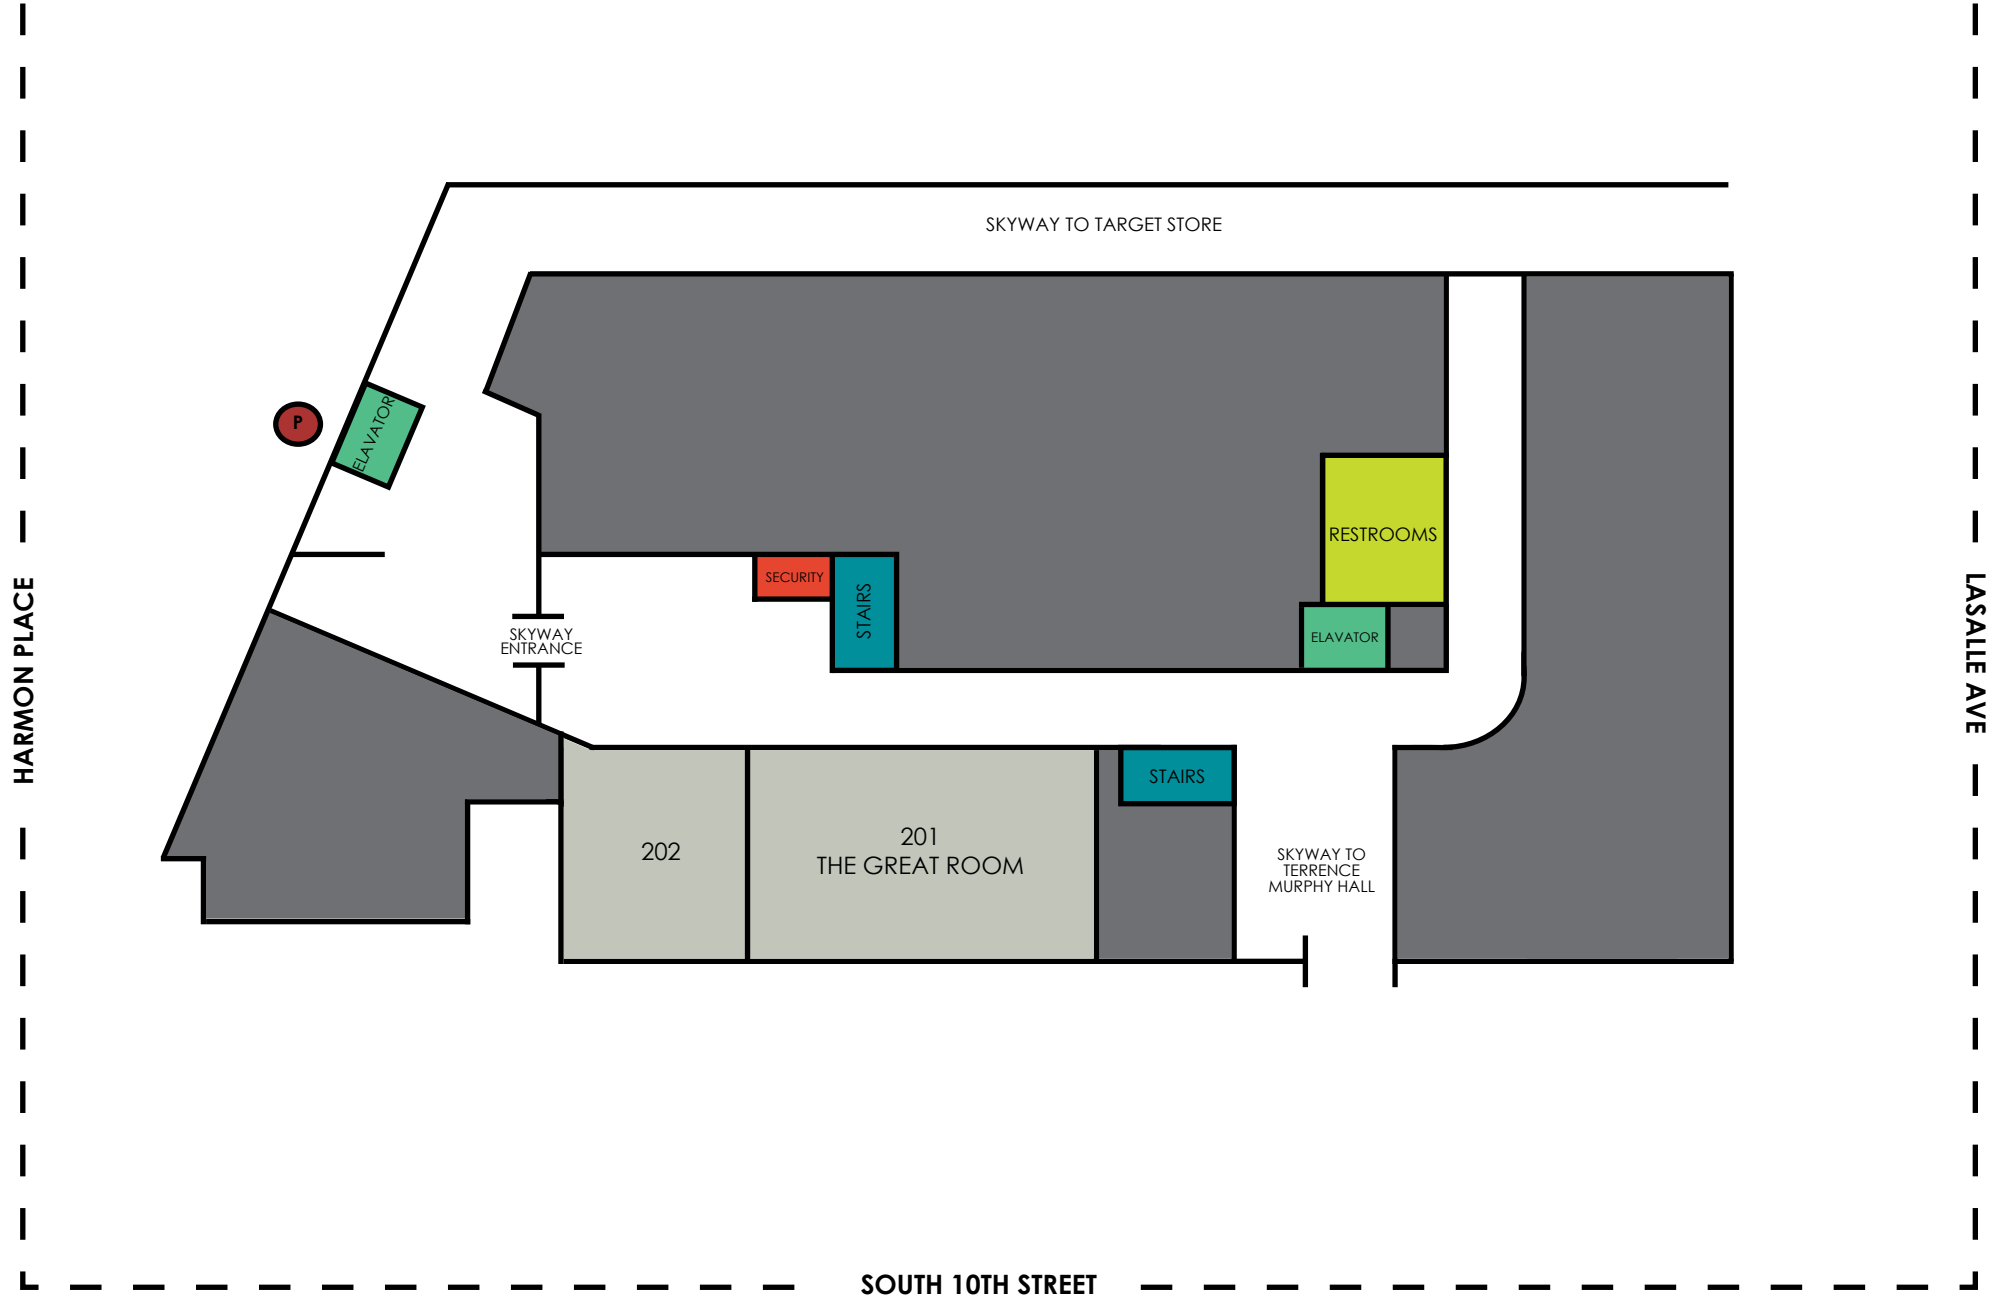 SKYWAY TO TARGET STORE
P
ELAVATOR
RESTROOMS
SECURITY
STAIRS
SKYWAY
ENTRANCE
ELAVATOR
HARMON PLACE
LASALLE AVE
STAIRS
202
201
THE GREAT ROOM
SKYWAY TO
TERRENCE
MURPHY HALL
SOUTH 10TH STREET